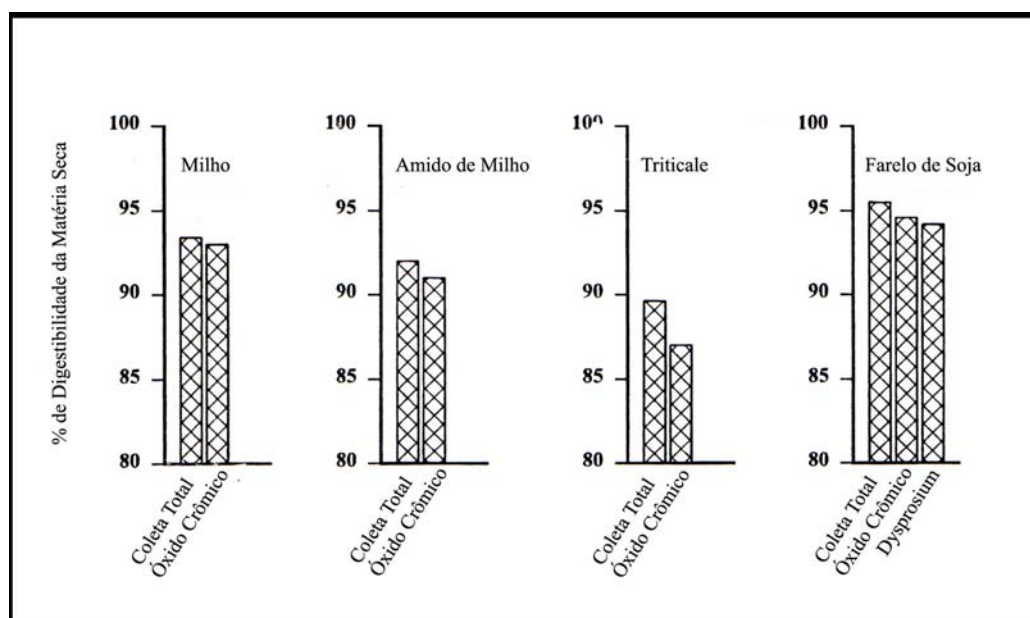 % de Digestibilidade da Matéria Seca
100
95
90
85
80
Milho
Coleta Total
Óxido Crômico
100
95
90
85
80
Amido de Milho
Coleta Total
Óxido Crômico
100
95
90
85
80
Triticale
Coleta Total
Óxido Crômico
100
95
90
85
80
Farelo de Soja
Coleta Total
Óxido Crômico
Dysprosium